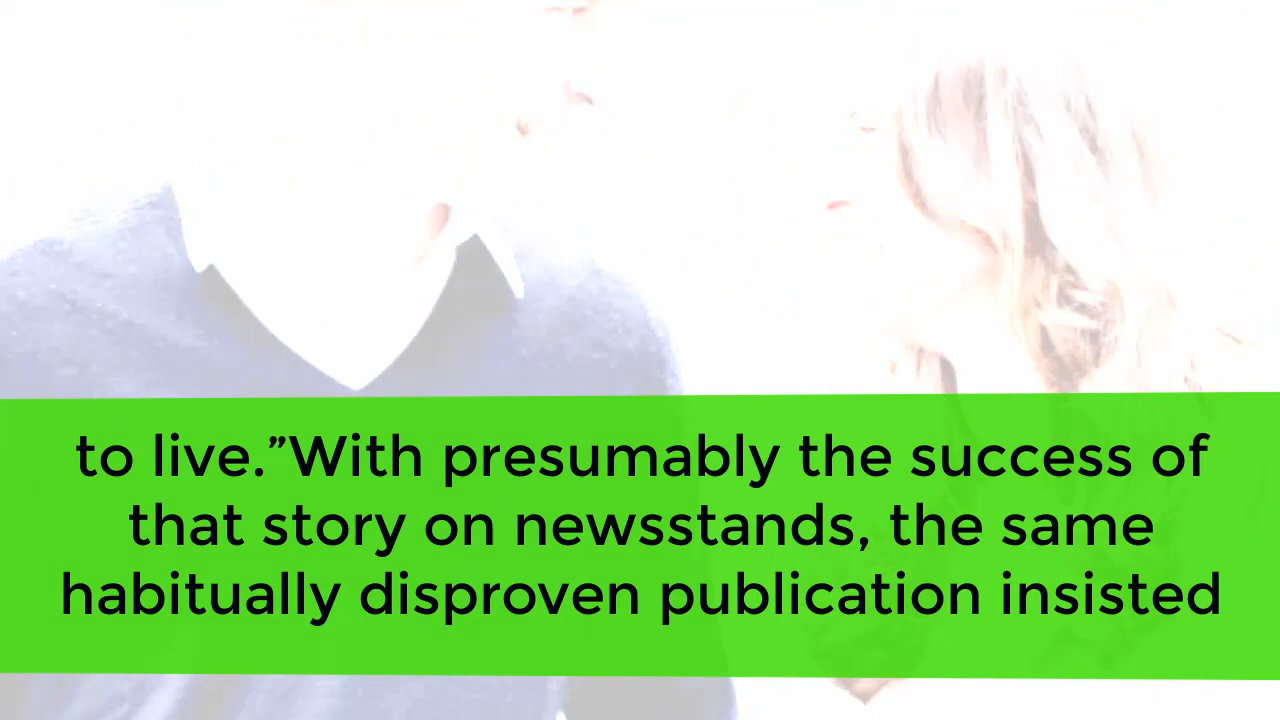 to live.”With presumably the success of
that story on newsstands, the same
habitually disproven publication insisted